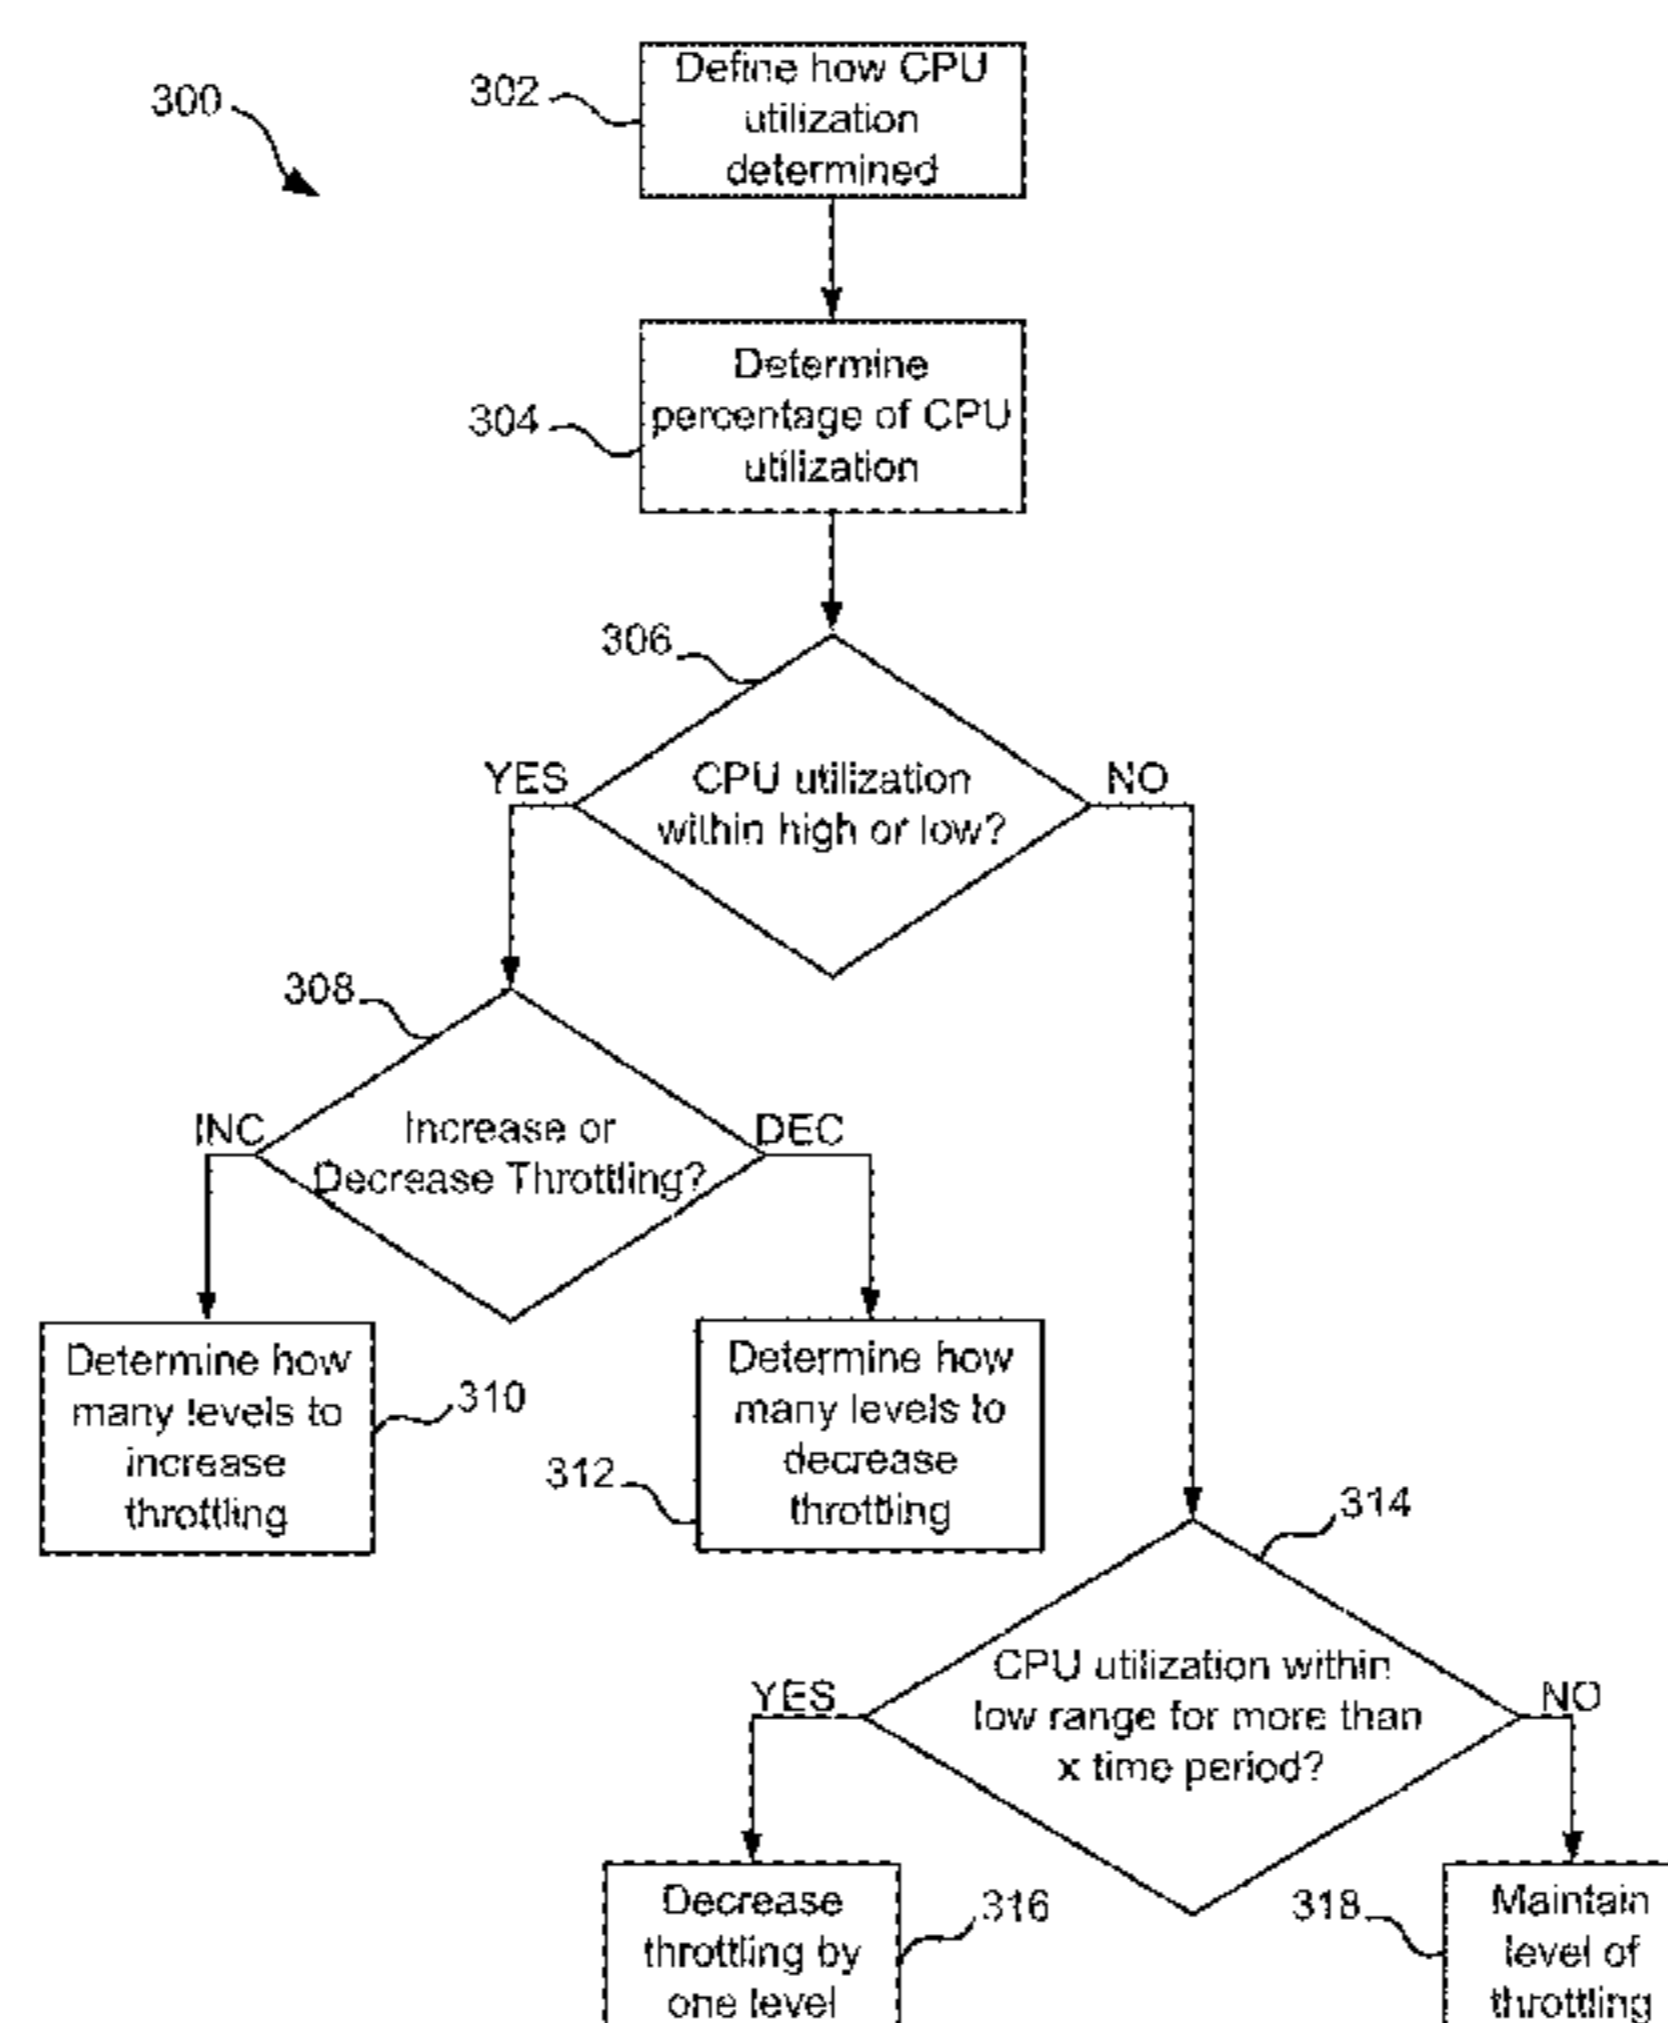 300
302
Define how CPU
utilization
determined
304
Determine
percentage of CPU
utilization
306
YES
CPU utilization
within high or low?
NO
308
INC
Increase or
Decrease Throttling?
DEC
Determine how
many levels to
increase
throttling
310
312
Determine how
many levels to
decrease
throttling
314
YES
CPU utilization within
low range for more than
x time period?
NO
Decrease
throttling by
one level
316
318
Maintain
level of
throttling